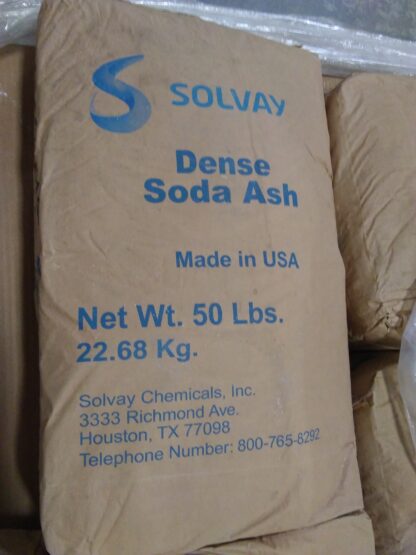 SOLVAY
Dense
Soda Ash
Made in USA
Net Wt. 50 Lbs.
22.68 Kg.
Solvay Chemicals, Inc.
3333 Richmond Ave.
Houston, TX 77098
Telephone Number: 800-765-8292